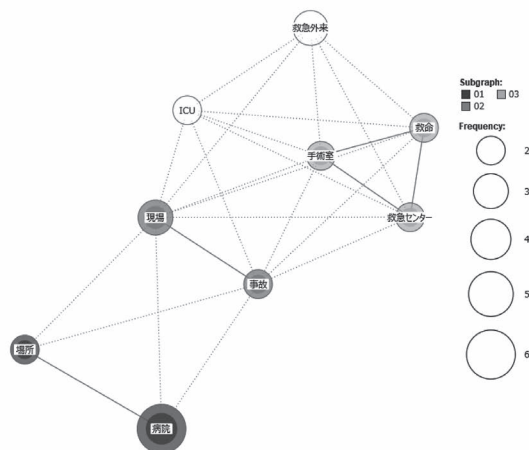 救急外来
ICU
救命
手術室
救急センター
現場
事故
場所
病院
Subgraph:
01 03
02
Frequency:
2
3
4
5
6